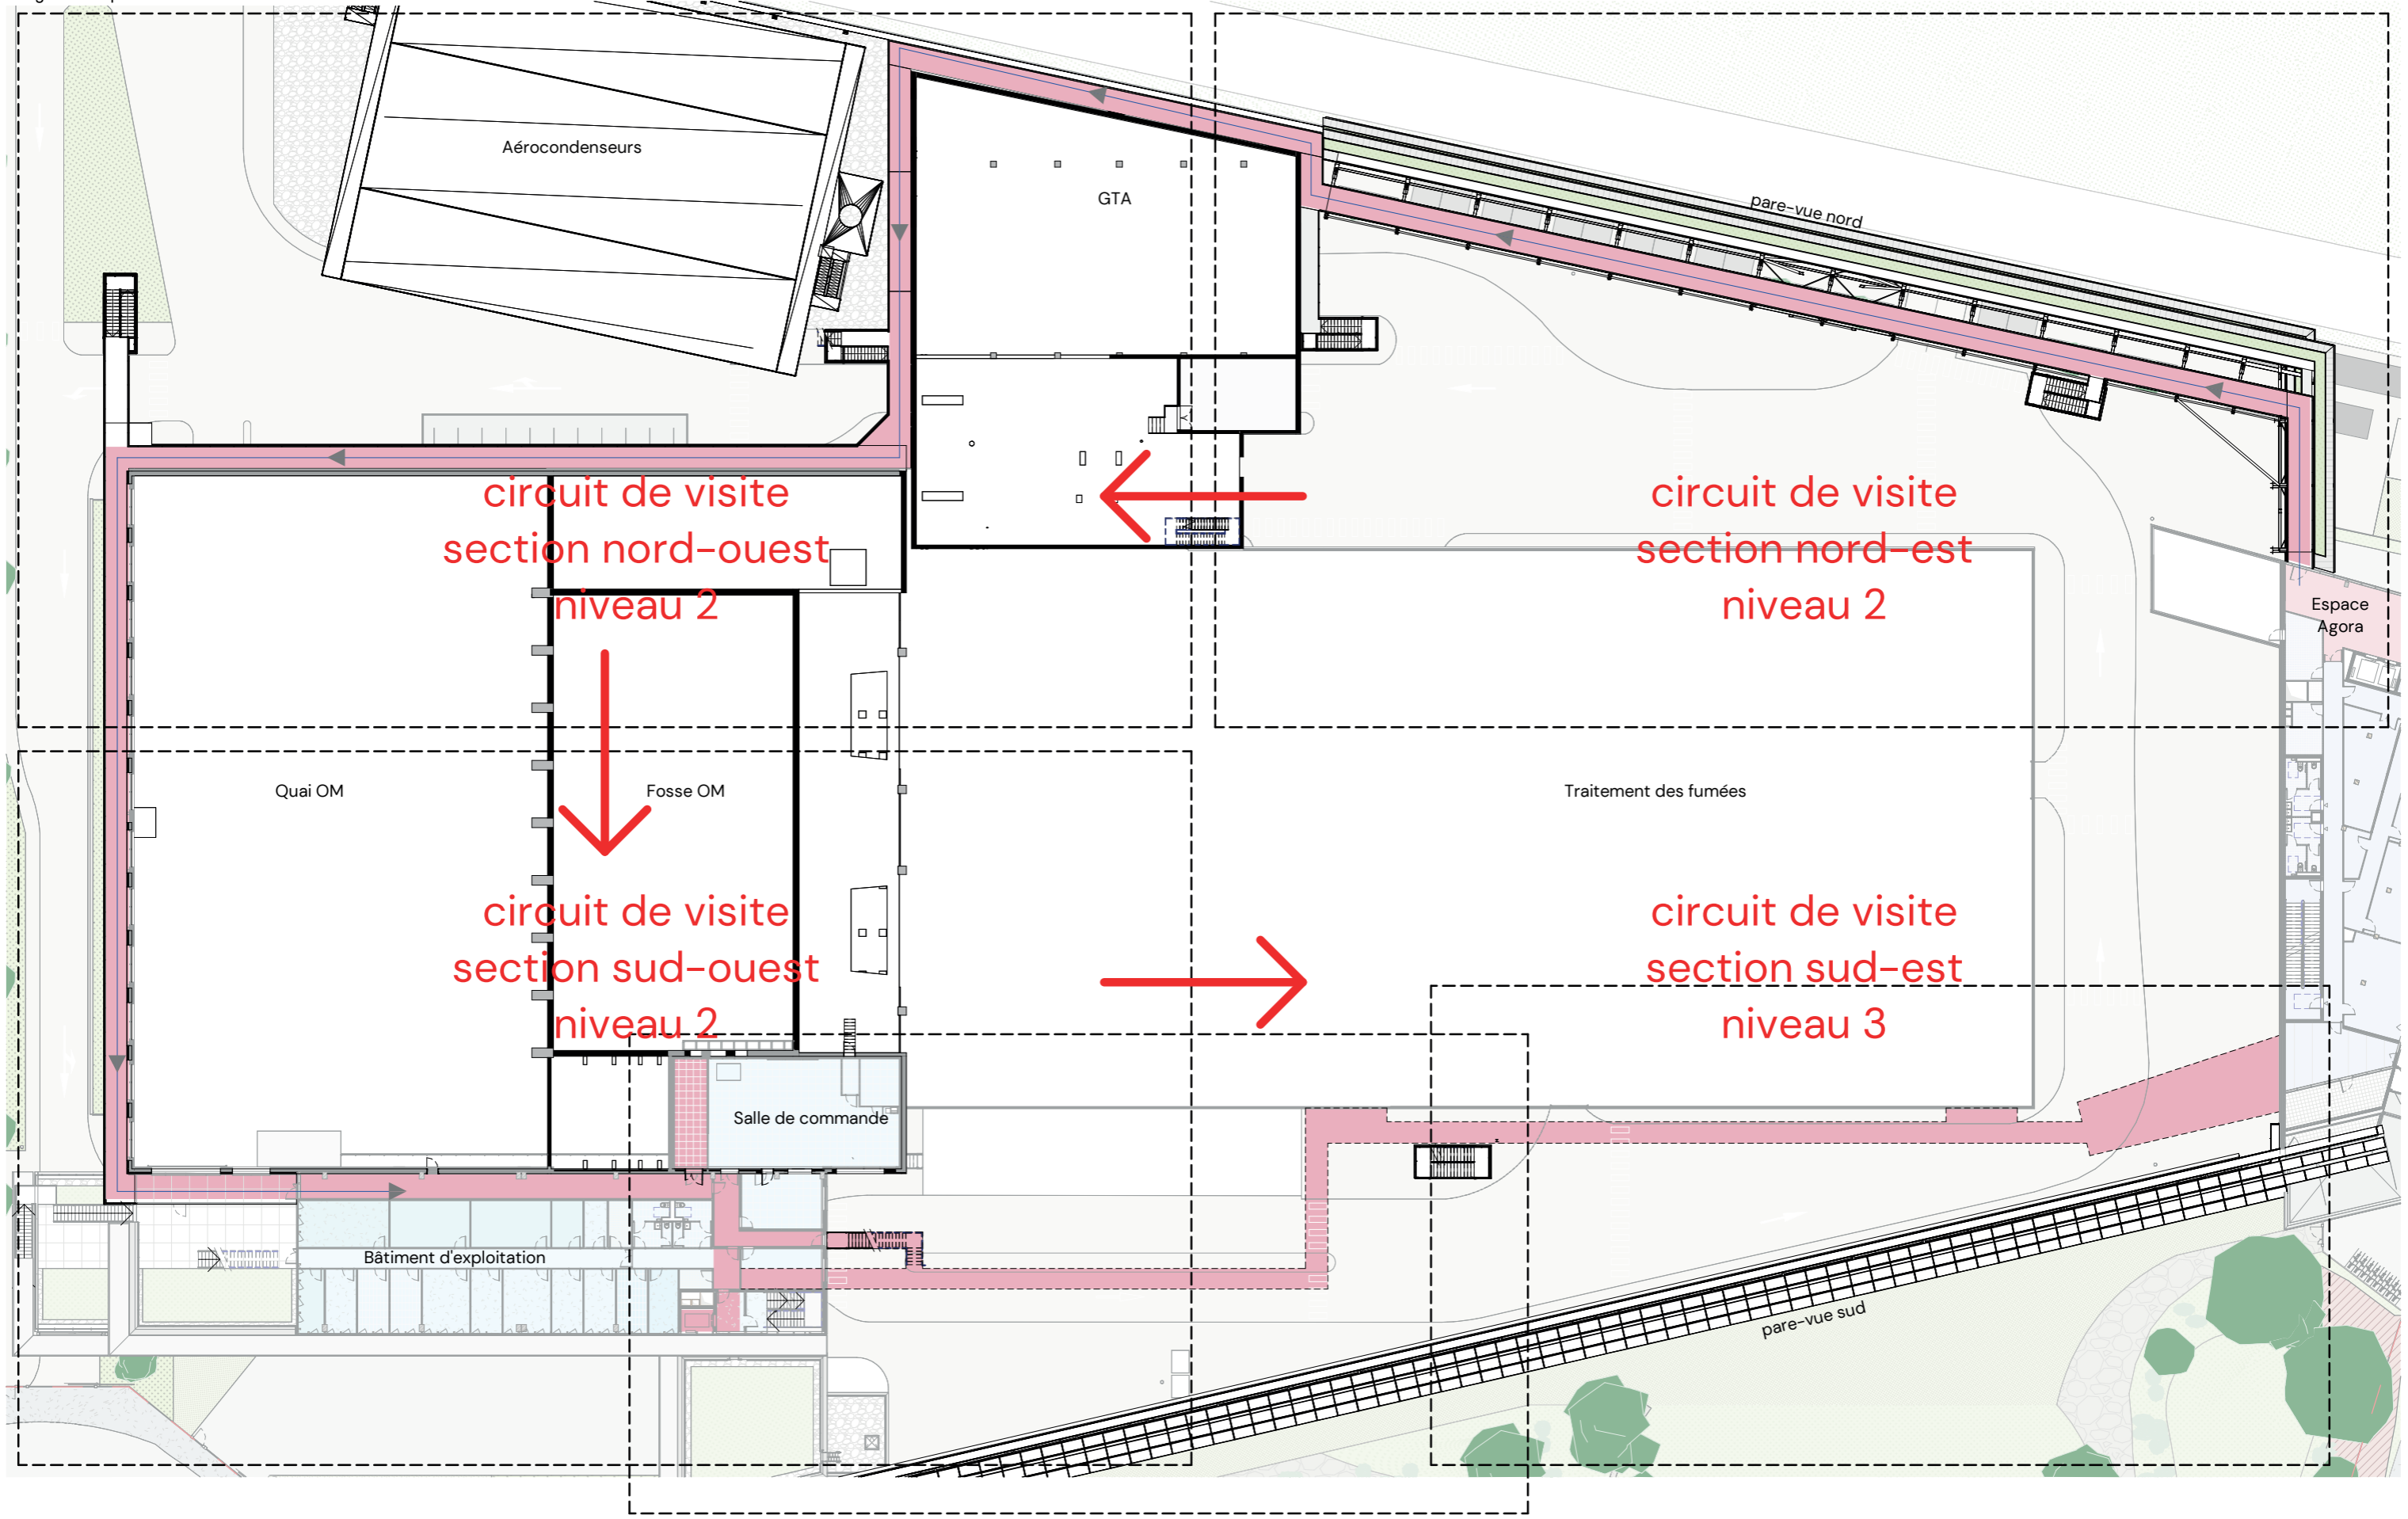 Aérocondenseurs
GTA
pare-vue nord
circuit de visite
section nord-ouest
niveau 2
circuit de visite
section nord-est
niveau 2
Espace
Agora
Quai OM
Fosse OM
Traitement des fumées
circuit de visite
section sud-ouest
niveau 2
circuit de visite
section sud-est
niveau 3
Salle de commande
Bâtiment d'exploitation
pare-vue sud